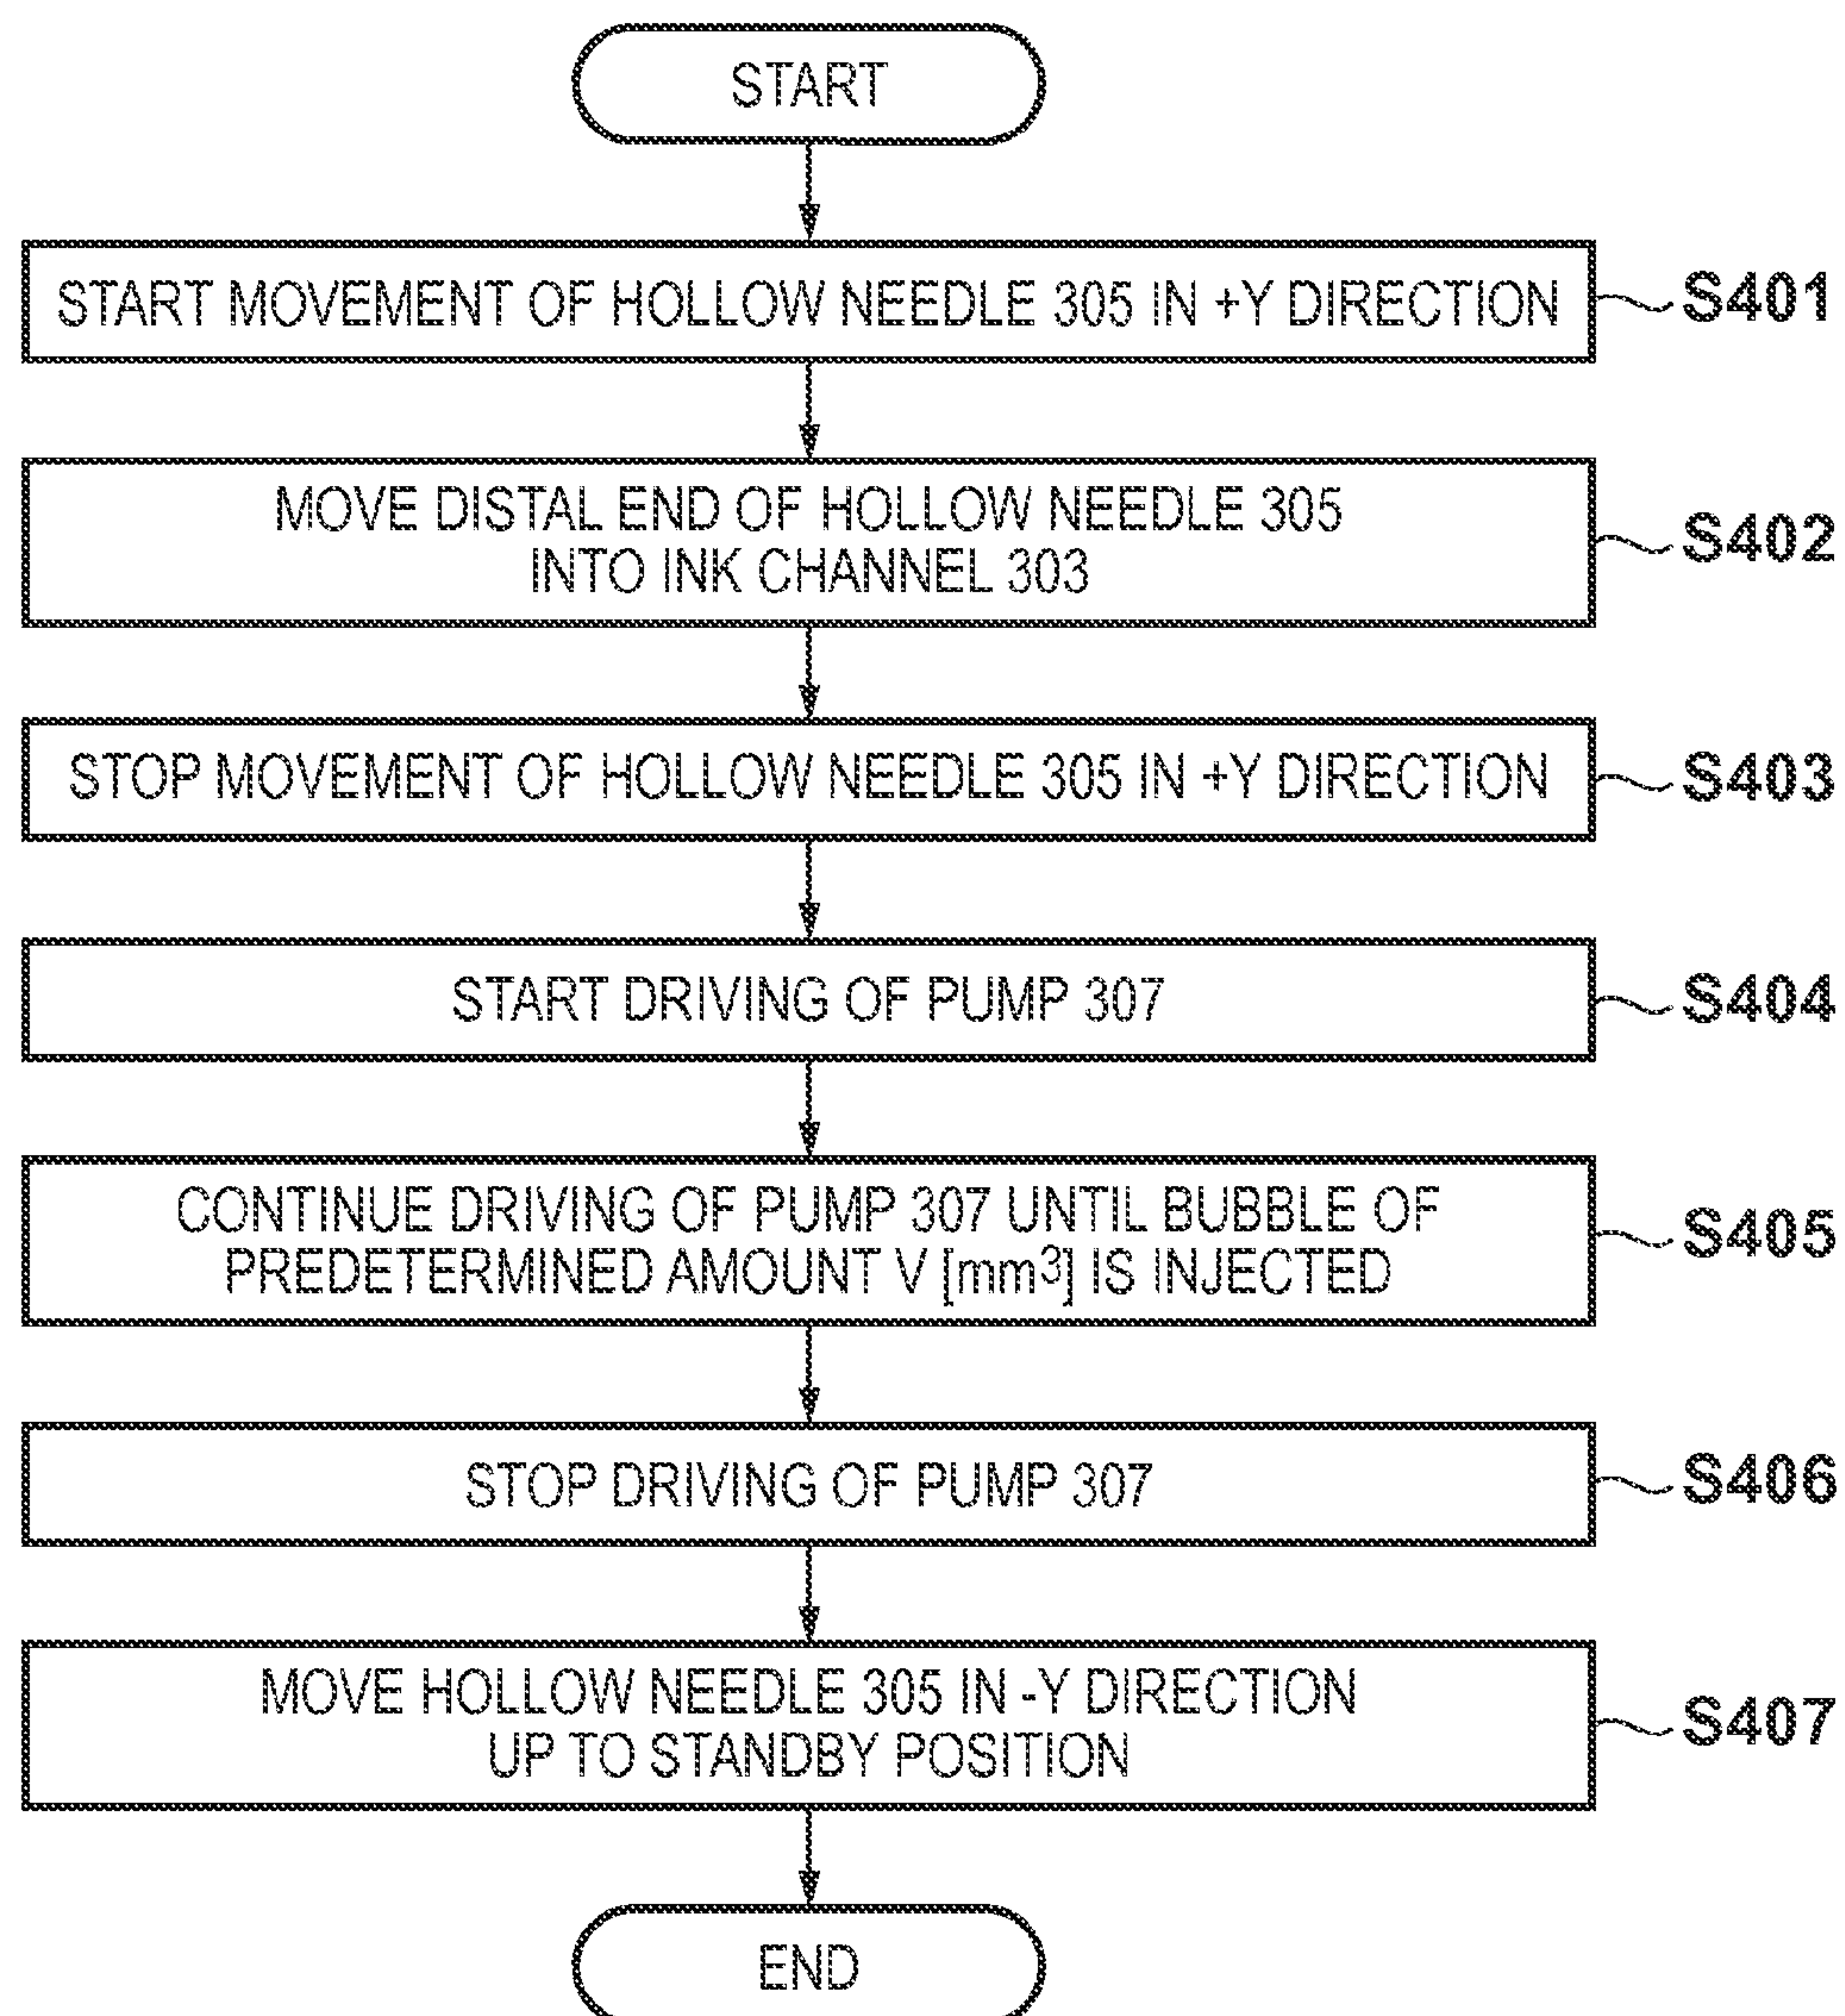 START
START MOVEMENT OF HOLLOW NEEDLE 305 IN +Y DIRECTION
S401
MOVE DISTAL END OF HOLLOW NEEDLE 305
INTO INK CHANNEL 303
S402
STOP MOVEMENT OF HOLLOW NEEDLE 305 IN +Y DIRECTION
S403
START DRIVING OF PUMP 307
S404
CONTINUE DRIVING OF PUMP 307 UNTIL BUBBLE OF
PREDETERMINED AMOUNT V [mm³] IS INJECTED
S405
STOP DRIVING OF PUMP 307
S406
MOVE HOLLOW NEEDLE 305 IN -Y DIRECTION
UP TO STANDBY POSITION
S407
END